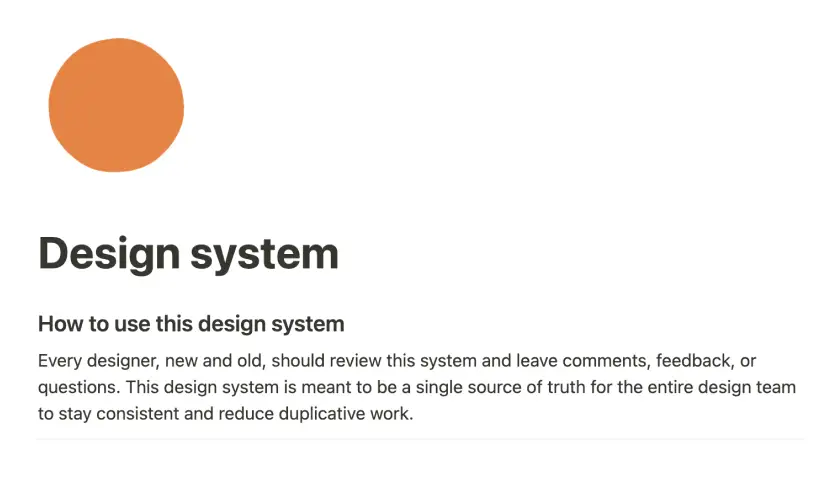 Design system
How to use this design system
Every designer, new and old, should review this system and leave comments, feedback, or
questions. This design system is meant to be a single source of truth for the entire design team
to stay consistent and reduce duplicative work.